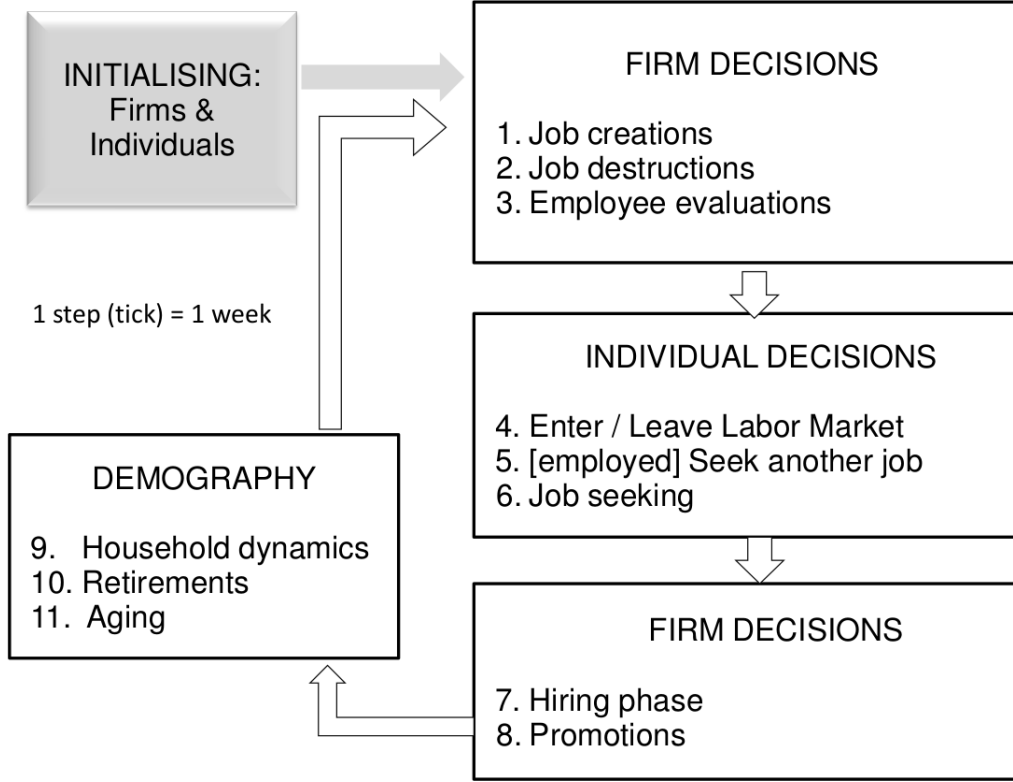 INITIALISING:
Firms &
Individuals
FIRM DECISIONS
1. Job creations
2. Job destructions
3. Employee evaluations
1 step (tick) = 1 week
INDIVIDUAL DECISIONS
4. Enter / Leave Labor Market
5. [employed] Seek another job
6. Job seeking
FIRM DECISIONS
7. Hiring phase
8. Promotions
DEMOGRAPHY
9. Household dynamics
10. Retirements
11. Aging